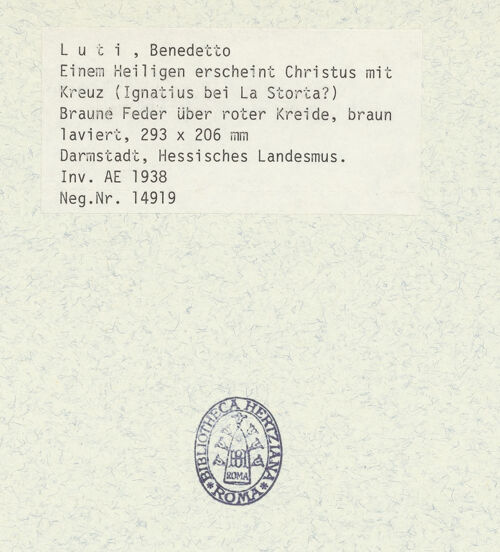 L u t i , Benedetto
Einem Heiligen erscheint Christus mit
Kreuz (Ignatius bei La Storta?)
Braune Feder über roter Kreide, braun
laviert, 293 x 206 mm
Darmstadt, Hessisches Landesmus.
Inv. AE 1938
Neg.Nr. 14919
BIBLIOTHECA HERTZIANA
ROMA
* ROMA *